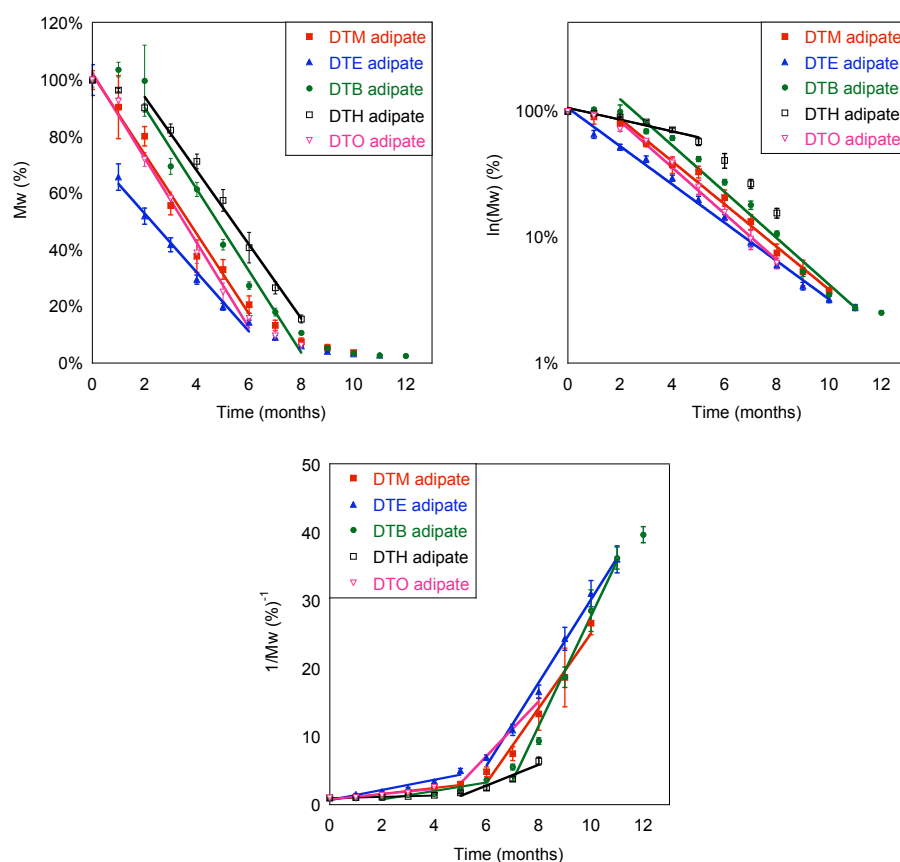 120%
100%
80%
60%
40%
20%
0%
Mw (%)
0 2 4 6 8 10 12
Time (months)
DTM adipate
DTE adipate
DTB adipate
DTH adipate
DTO adipate
100%
10%
1%
ln(Mw) (%)
0 2 4 6 8 10 12
Time (months)
DTM adipate
DTE adipate
DTB adipate
DTH adipate
DTO adipate
50
40
30
20
10
0
1/Mw (%)⁻¹
0 2 4 6 8 10 12
Time (months)
DTM adipate
DTE adipate
DTB adipate
DTH adipate
DTO adipate